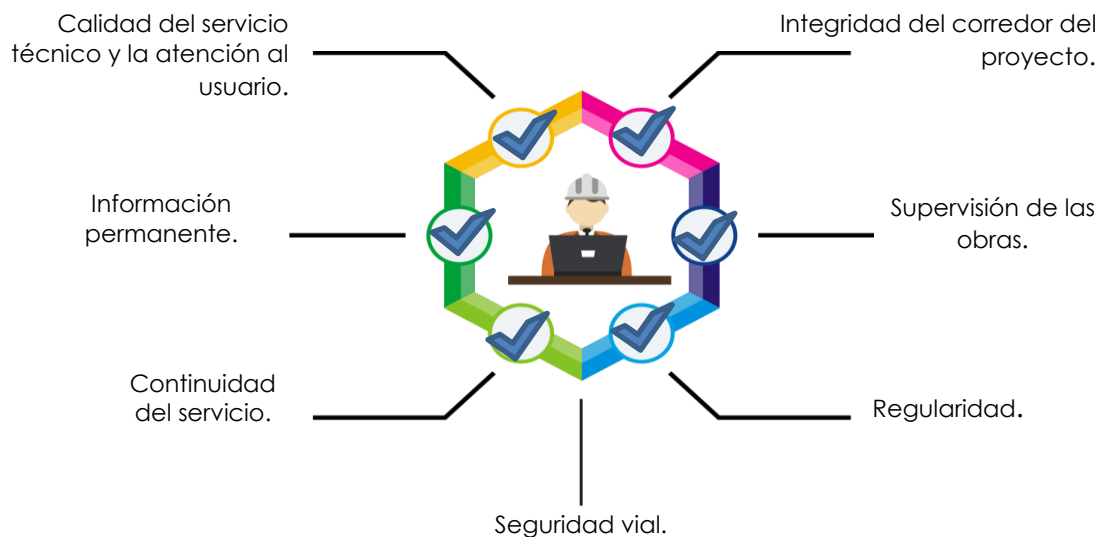 Calidad del servicio
técnico y la atención al
usuario.
Integridad del corredor del
proyecto.
Información
permanente.
Supervisión de las
obras.
Continuidad
del servicio.
Regularidad.
Seguridad vial.